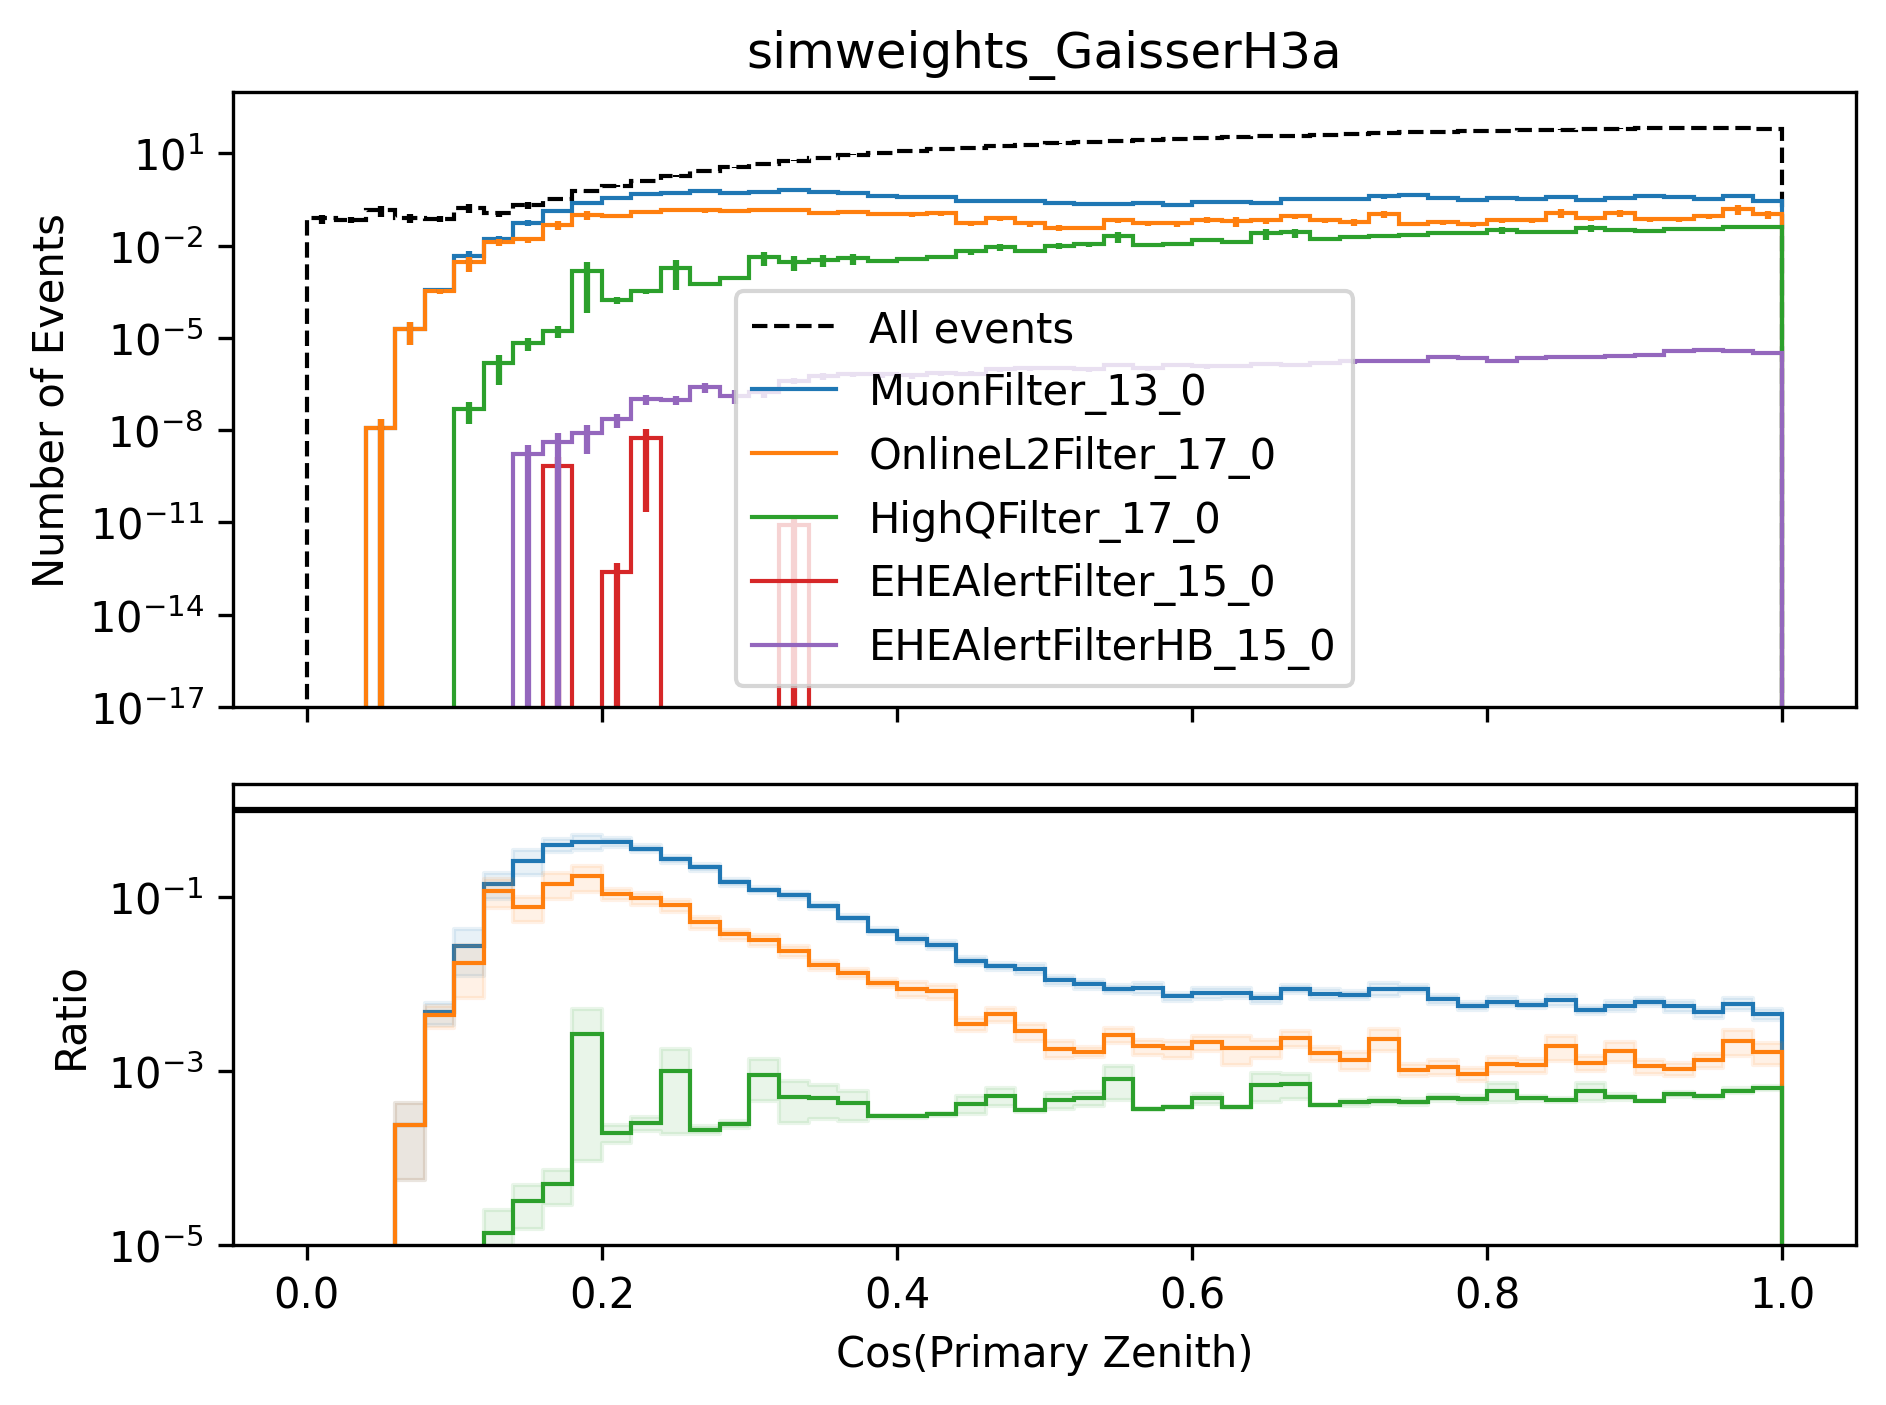 simweights_GaisserH3a
Number of Events
10^1
10^-2
10^-5
10^-8
10^-11
10^-14
10^-17
All events
MuonFilter_13_0
OnlineL2Filter_17_0
HighQFilter_17_0
EHEAlertFilter_15_0
EHEAlertFilterHB_15_0
Ratio
10^-1
10^-3
10^-5
0.0 0.2 0.4 0.6 0.8 1.0
Cos(Primary Zenith)